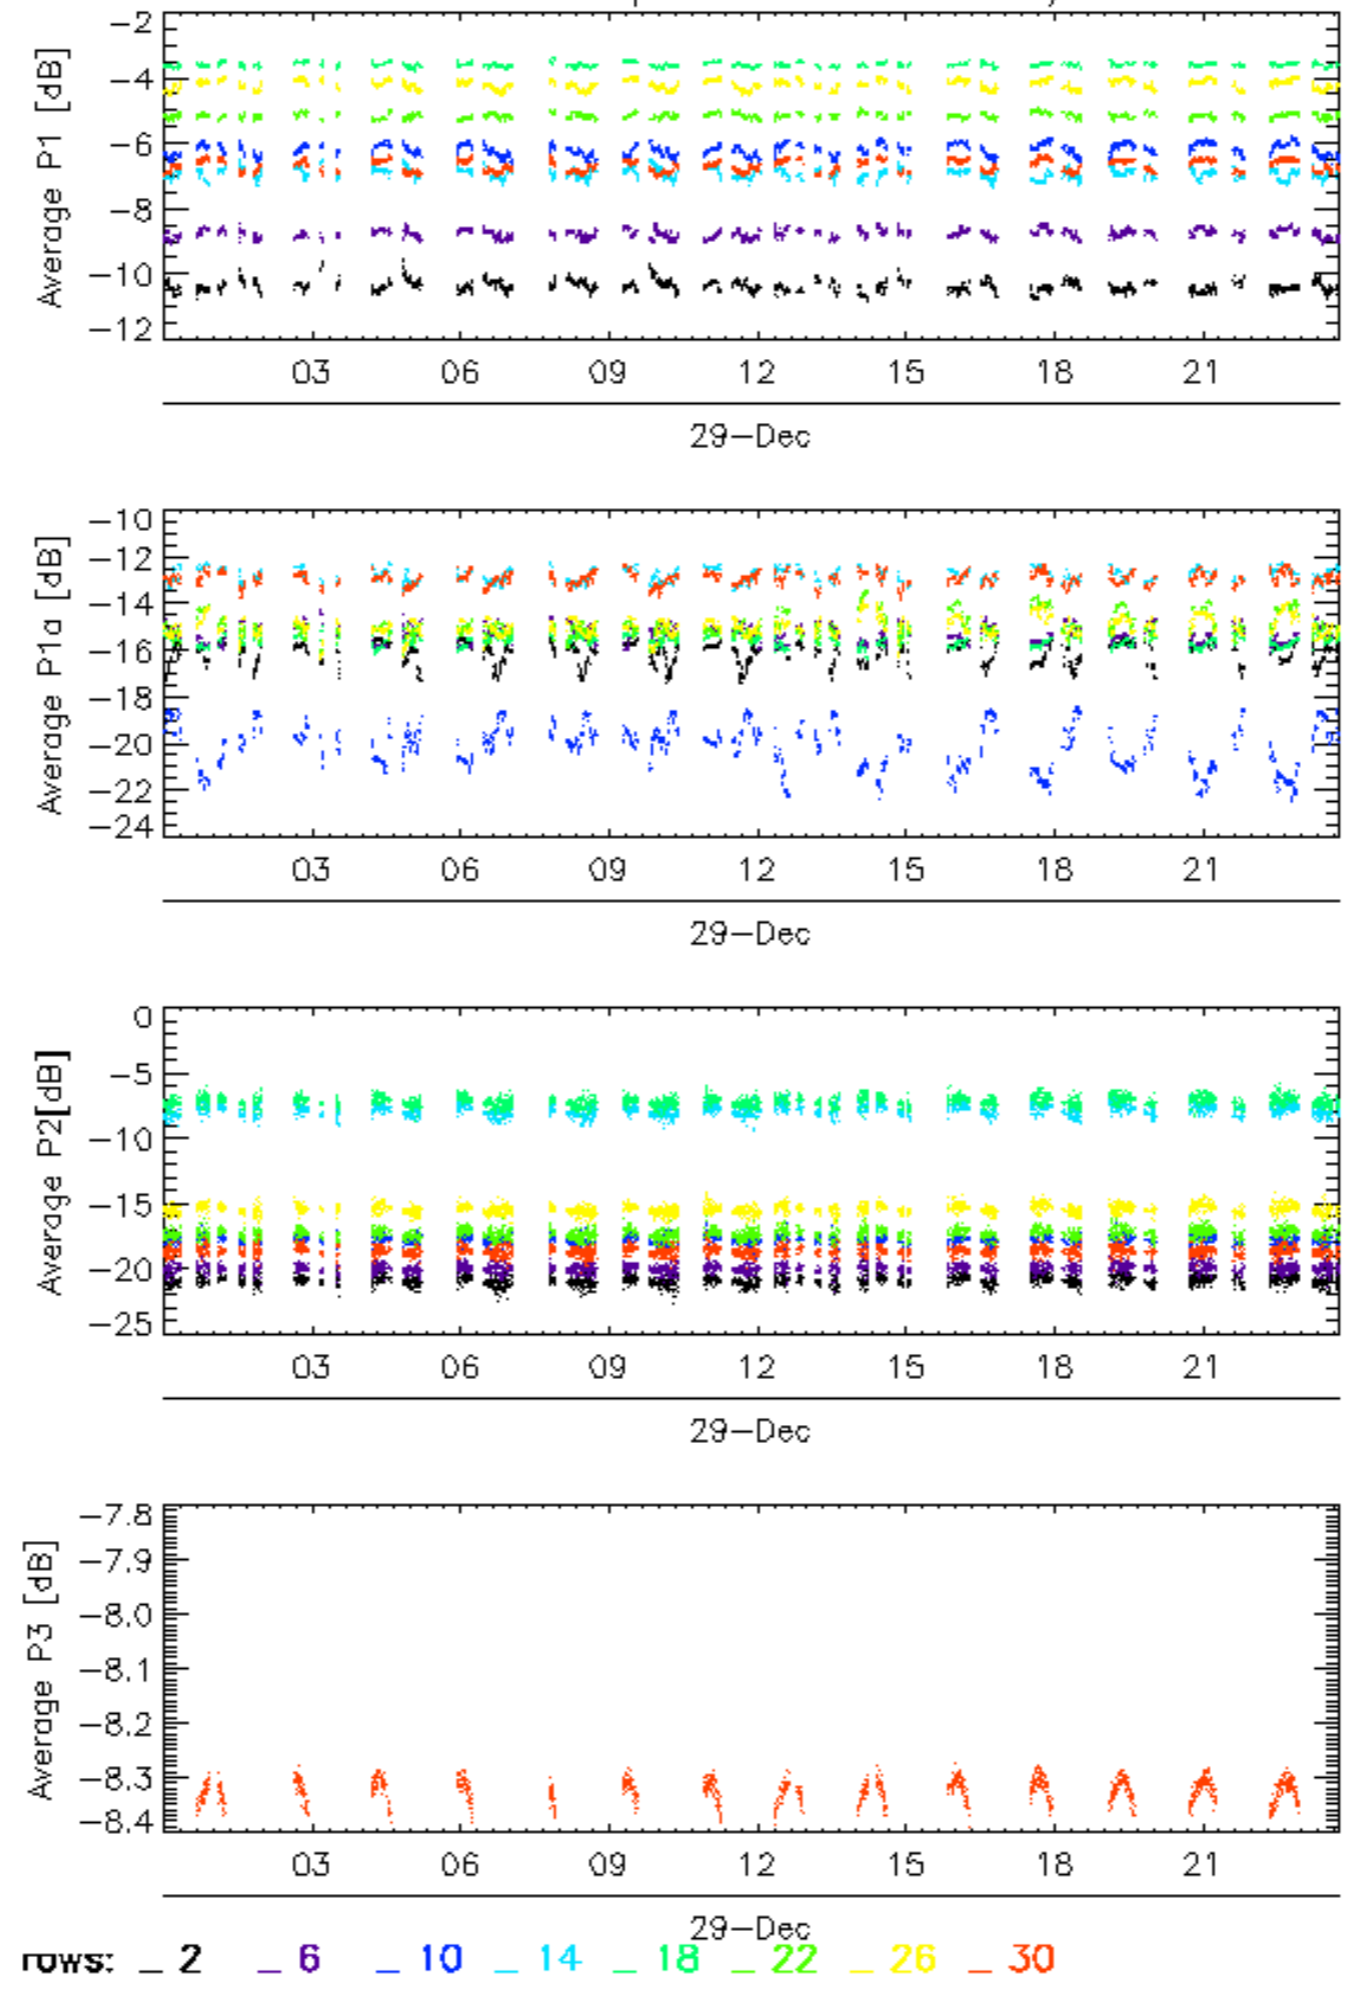 Average P1 [dB]
-2
-4
-6
-8
-10
-12
03 06 09 12 15 18 21
29-Dec
Average P1a [dB]
-10
-12
-14
-16
-18
-20
-22
-24
03 06 09 12 15 18 21
29-Dec
Average P2[dB]
0
-5
-10
-15
-20
-25
03 06 09 12 15 18 21
29-Dec
Average P3 [dB]
-7.8
-7.9
-8.0
-8.1
-8.2
-8.3
-8.4
03 06 09 12 15 18 21
29-Dec
rows: _ 2 _ 6 _ 10 _ 14 _ 18 _ 22 _ 26 _ 30